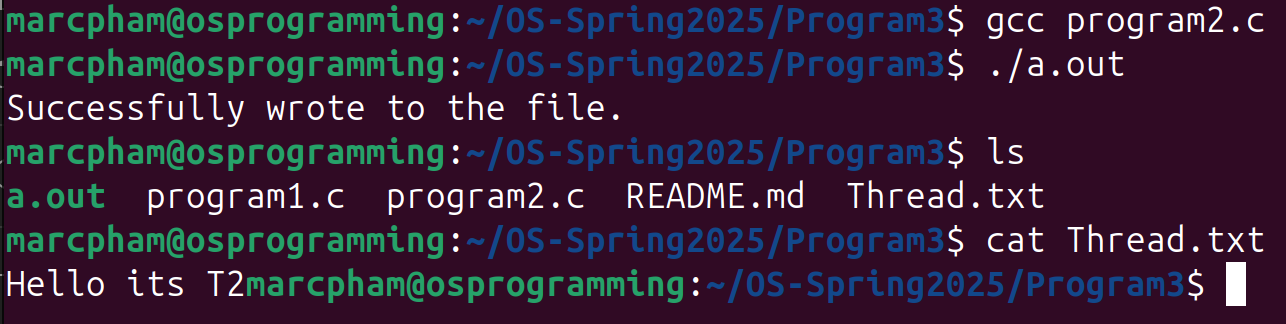 marcpham@osprogramming:~/OS-Spring2025/Program3$ gcc program2.c
marcpham@osprogramming:~/OS-Spring2025/Program3$ ./a.out
Successfully wrote to the file.
marcpham@osprogramming:~/OS-Spring2025/Program3$ ls
a.out  program1.c  program2.c  README.md  Thread.txt
marcpham@osprogramming:~/OS-Spring2025/Program3$ cat Thread.txt
Hello its T2marcpham@osprogramming:~/OS-Spring2025/Program3$